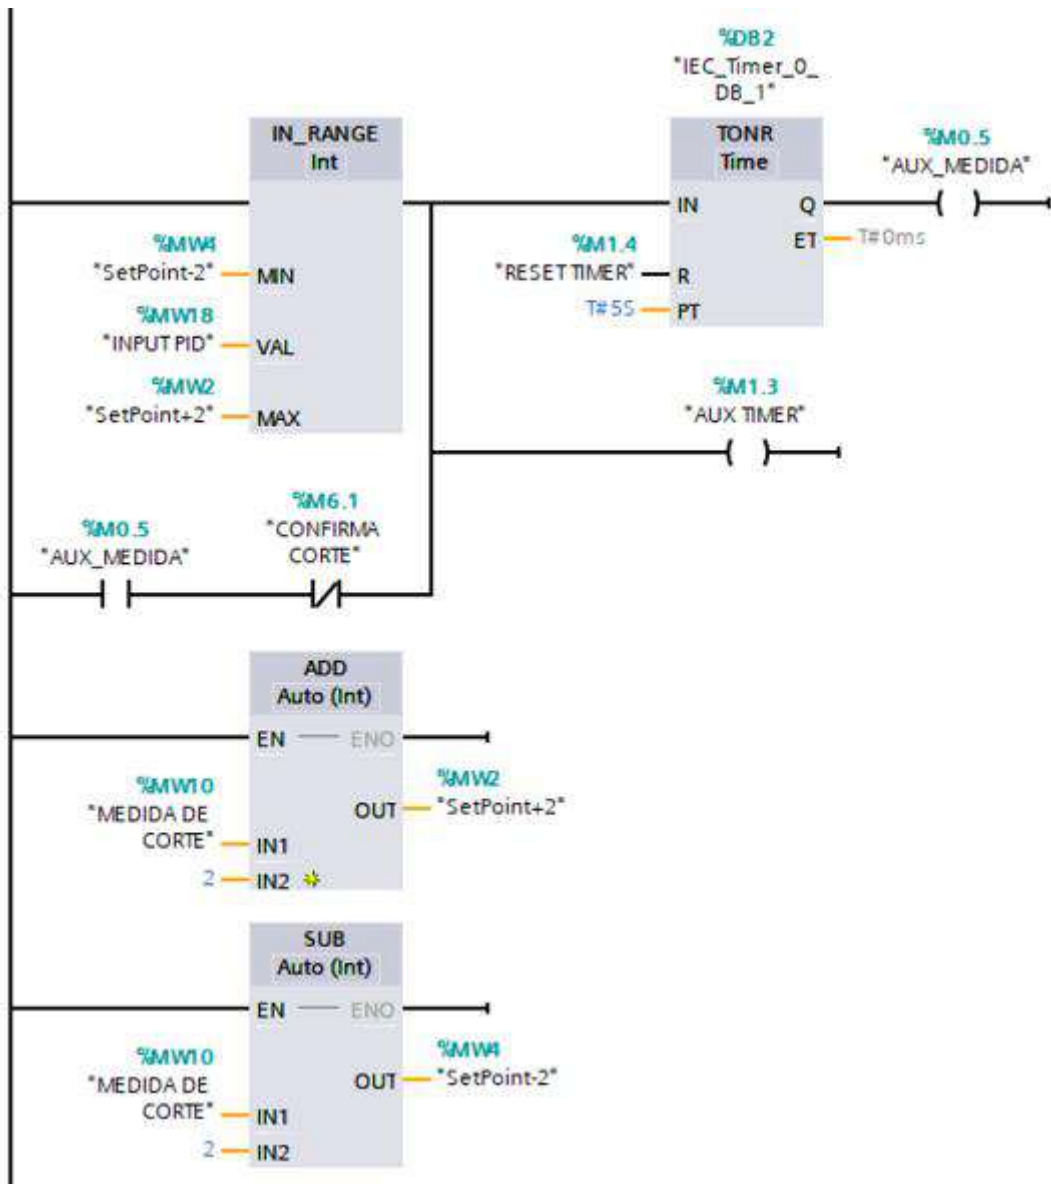 %DB2
"IEC_Timer_0_
DB_1"
IN_RANGE
Int
TONR
Time
%M0.5
"AUX_MEDIDA"
IN
Q
%MW4
"SetPoint-2"
MIN
%M1.4
"RESET TIMER"
R
ET
T#0ms
%MW18
"INPUT PID"
VAL
T#5S
PT
%MW2
"SetPoint+2"
MAX
%M1.3
"AUX TIMER"
%M0.5
"AUX_MEDIDA"
%M6.1
"CONFIRMA
CORTE"
ADD
Auto (Int)
EN
ENO
%MW10
"MEDIDA DE
CORTE"
IN1
2
IN2
OUT
%MW2
"SetPoint+2"
SUB
Auto (Int)
EN
ENO
%MW10
"MEDIDA DE
CORTE"
IN1
2
IN2
OUT
%MW4
"SetPoint-2"